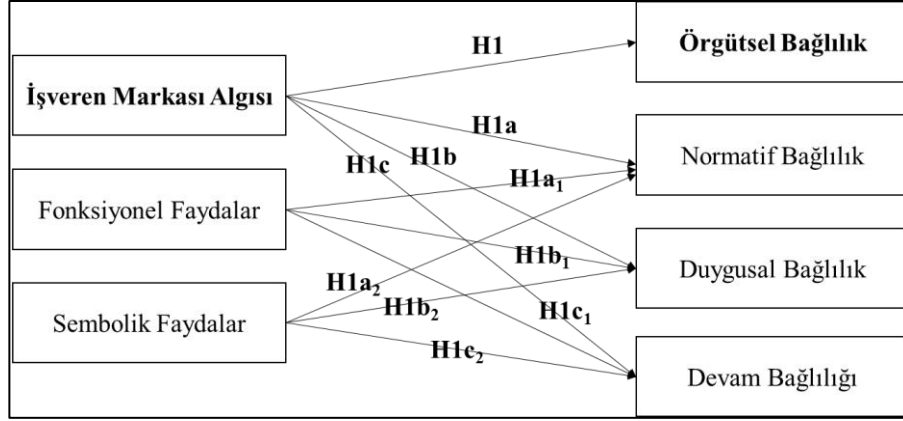 Örgütsel Bağlılık
H1
İşveren Markası Algısı
H1a
H1b
H1c
Normatif Bağlılık
H1a₁
Fonksiyonel Faydalar
H1b₁
Duygusal Bağlılık
H1a₂
H1b₂
H1c₁
Sembolik Faydalar
H1c₂
Devam Bağlılığı